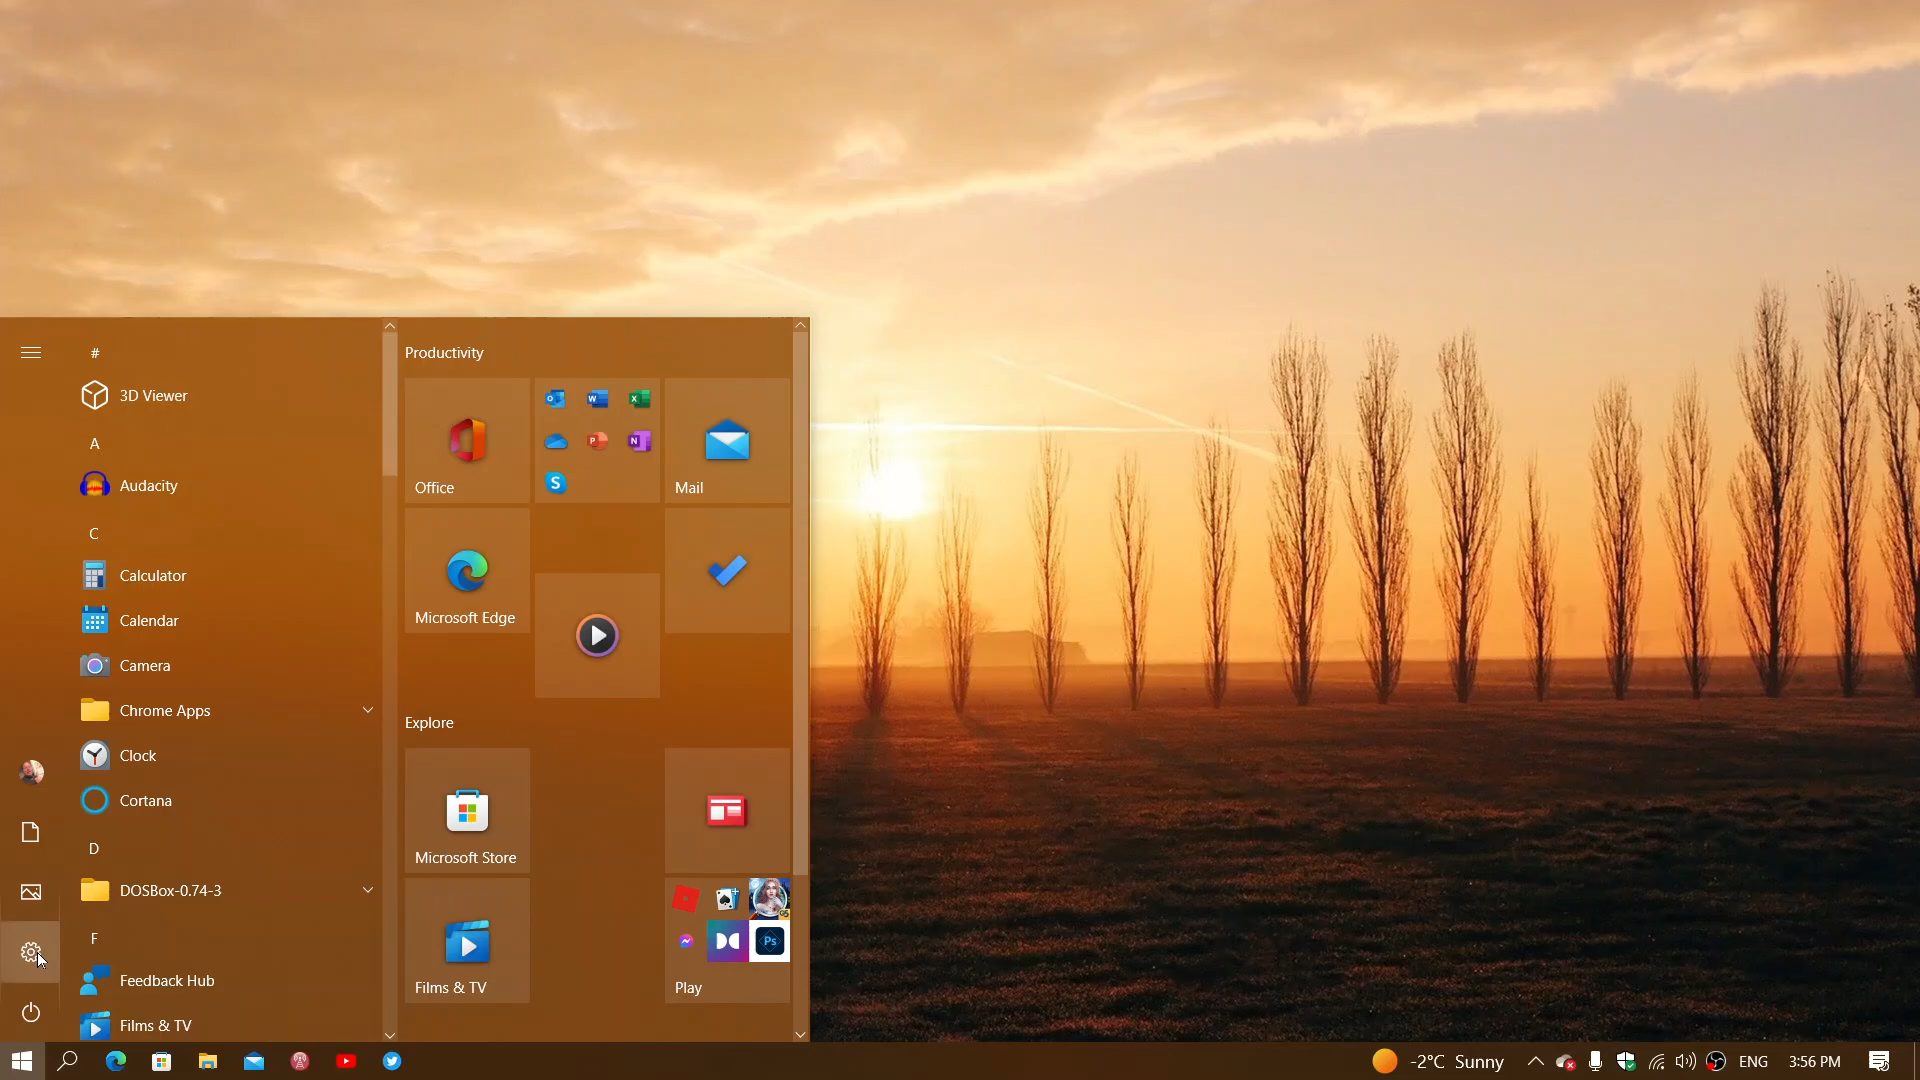 #
3D Viewer
A
Audacity
C
Calculator
Calendar
Camera
Chrome Apps
Clock
Cortana
D
DOSBox-0.74-3
F
Feedback Hub
Films & TV
Productivity
Office
Mail
Microsoft Edge
Explore
Microsoft Store
Films & TV
Play
O
W
X
P
N
S
Ps
-2°C Sunny
ENG
3:56 PM